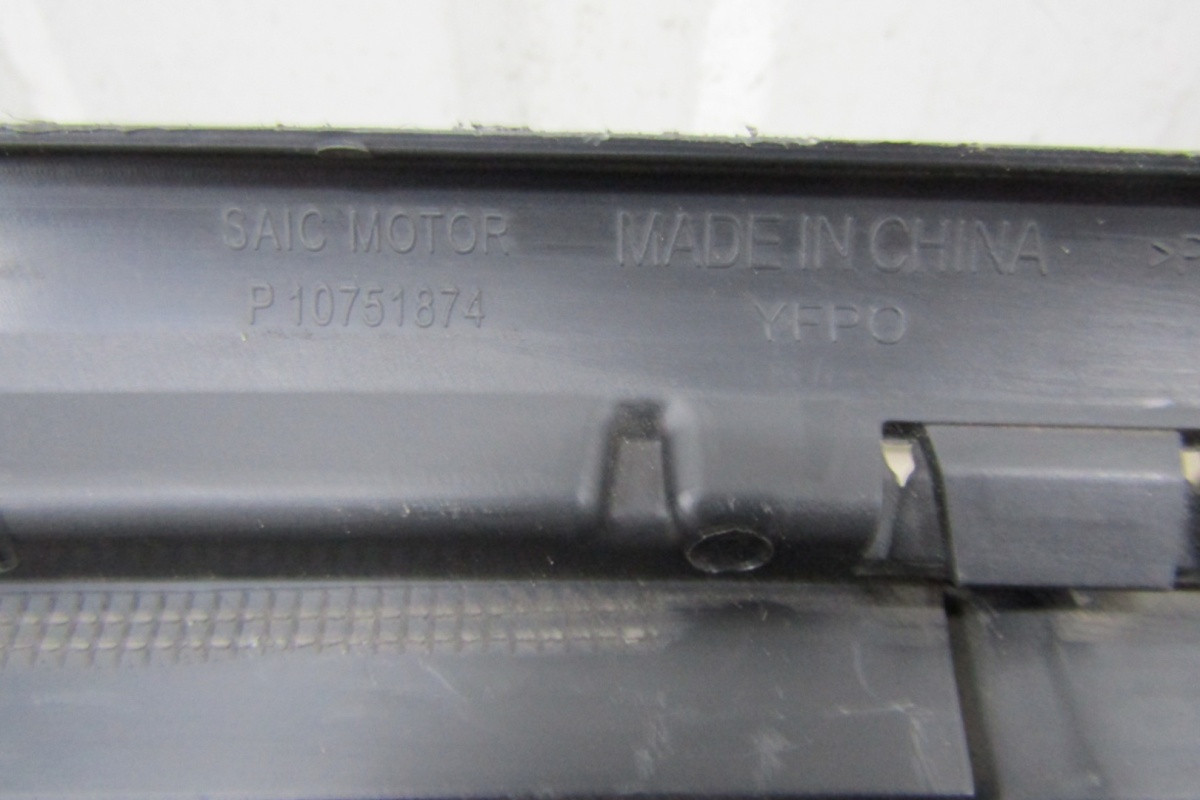 SAIC MOTOR
P 10751874
MADE IN CHINA
YFPO
>P